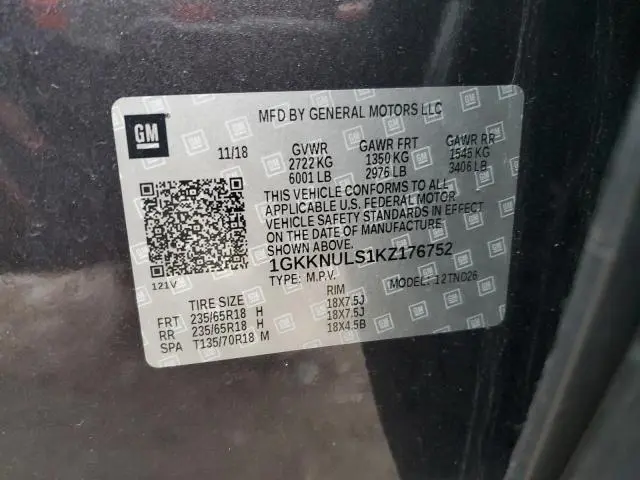 GM
MFD BY GENERAL MOTORS LLC
11/18 GVWR GAWR FRT GAWR RR
2722 KG 1350 KG 1545 KG
6001 LB 2976 LB 3406 LB
THIS VEHICLE CONFORMS TO ALL
APPLICABLE U.S. FEDERAL MOTOR
VEHICLE SAFETY STANDARDS IN EFFECT
ON THE DATE OF MANUFACTURE
SHOWN ABOVE.
1GKKNULS1KZ176752
121V TYPE: M.P.V. MODEL: 12TNO26
TIRE SIZE RIM
FRT 235/65R18 H 18X7.5J
RR 235/65R18 H 18X7.5J
SPA T135/70R18 M 18X4.5B